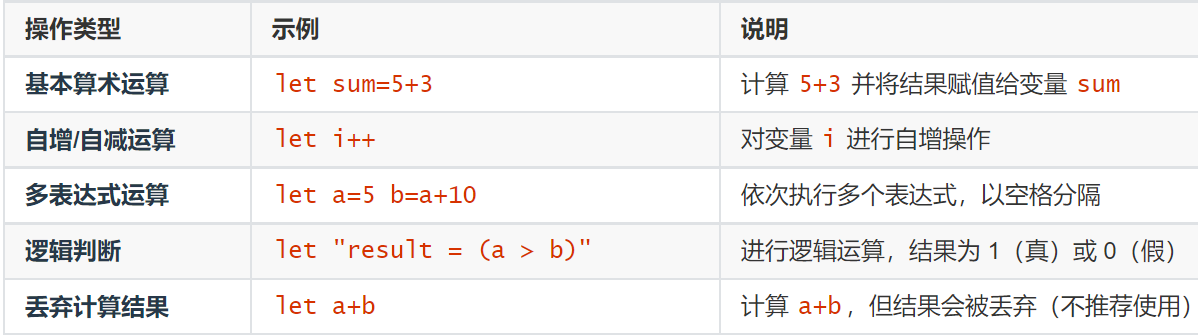 操作类型 示例 说明
基本算术运算 let sum=5+3 计算 5+3 并将结果赋值给变量 sum
自增/自减运算 let i++ 对变量 i 进行自增操作
多表达式运算 let a=5 b=a+10 依次执行多个表达式，以空格分隔
逻辑判断 let "result = (a > b)" 进行逻辑运算，结果为 1（真）或 0（假）
丢弃计算结果 let a+b 计算 a+b，但结果会被丢弃（不推荐使用）